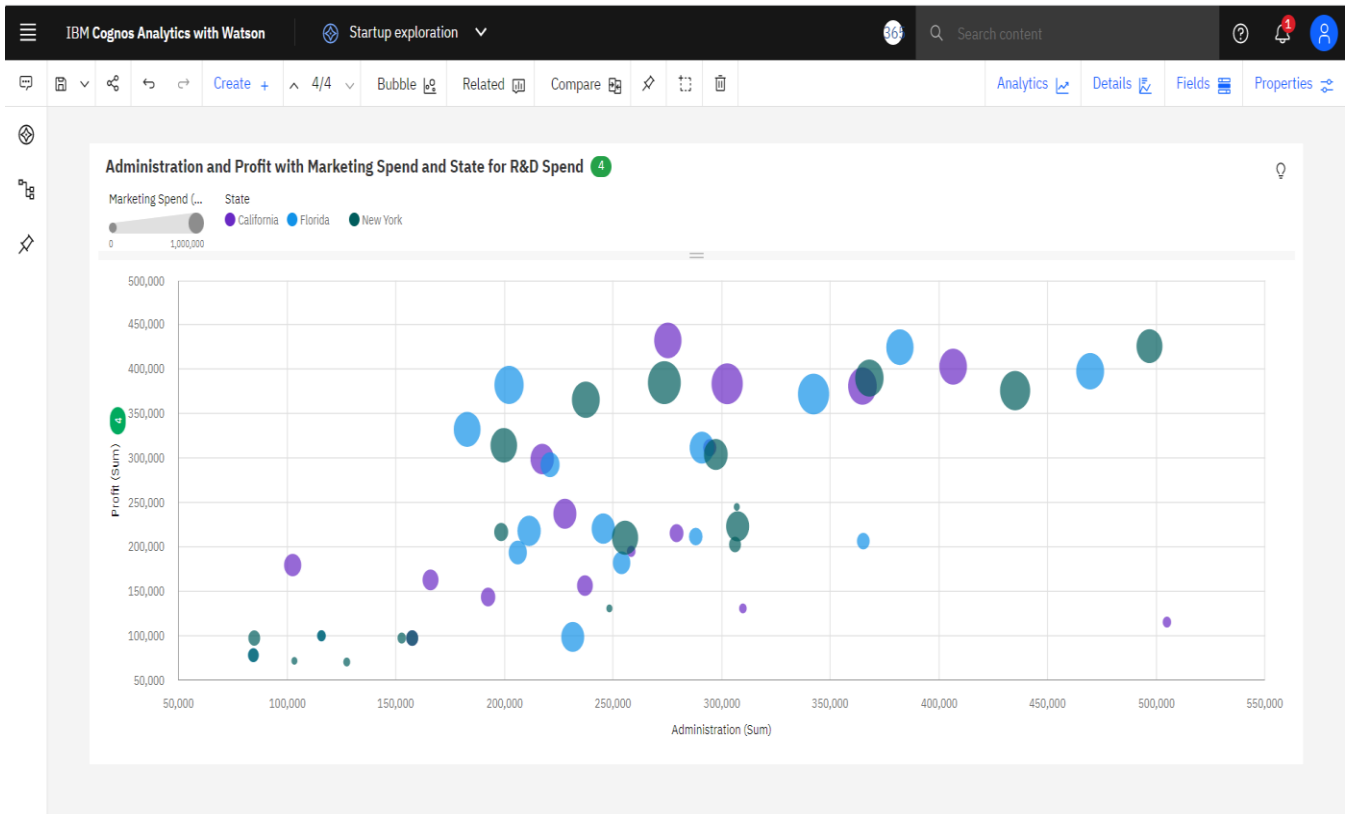 IBM Cognos Analytics with Watson Startup exploration 365 Search content 1
Create + 4/4 Bubble Related Compare Analytics Details Fields Properties
Administration and Profit with Marketing Spend and State for R&D Spend 4
Marketing Spend (... State
California Florida New York
0 1,000,000
500,000
450,000
400,000
350,000
300,000
250,000
200,000
150,000
100,000
50,000
Profit (Sum) 4
50,000 100,000 150,000 200,000 250,000 300,000 350,000 400,000 450,000 500,000 550,000
Administration (Sum)